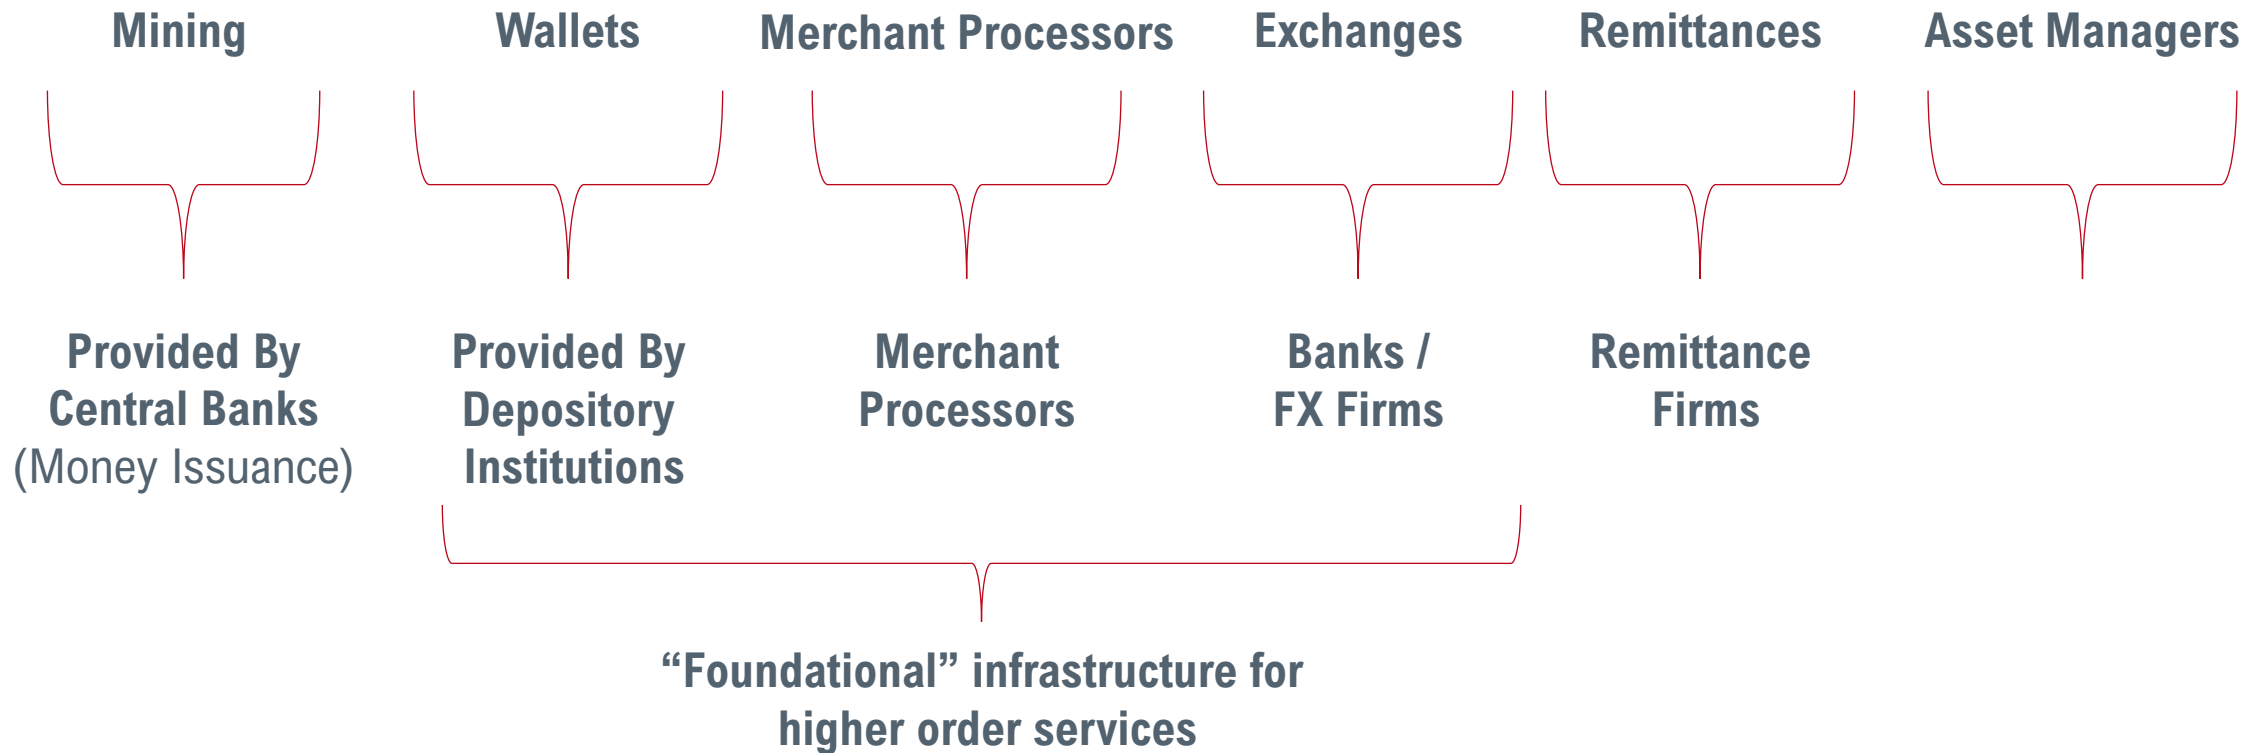 Mining
Wallets
Merchant Processors
Exchanges
Remittances
Asset Managers
Provided By
Central Banks
(Money Issuance)
Provided By
Depository
Institutions
Merchant
Processors
Banks /
FX Firms
Remittance
Firms
“Foundational” infrastructure for
higher order services